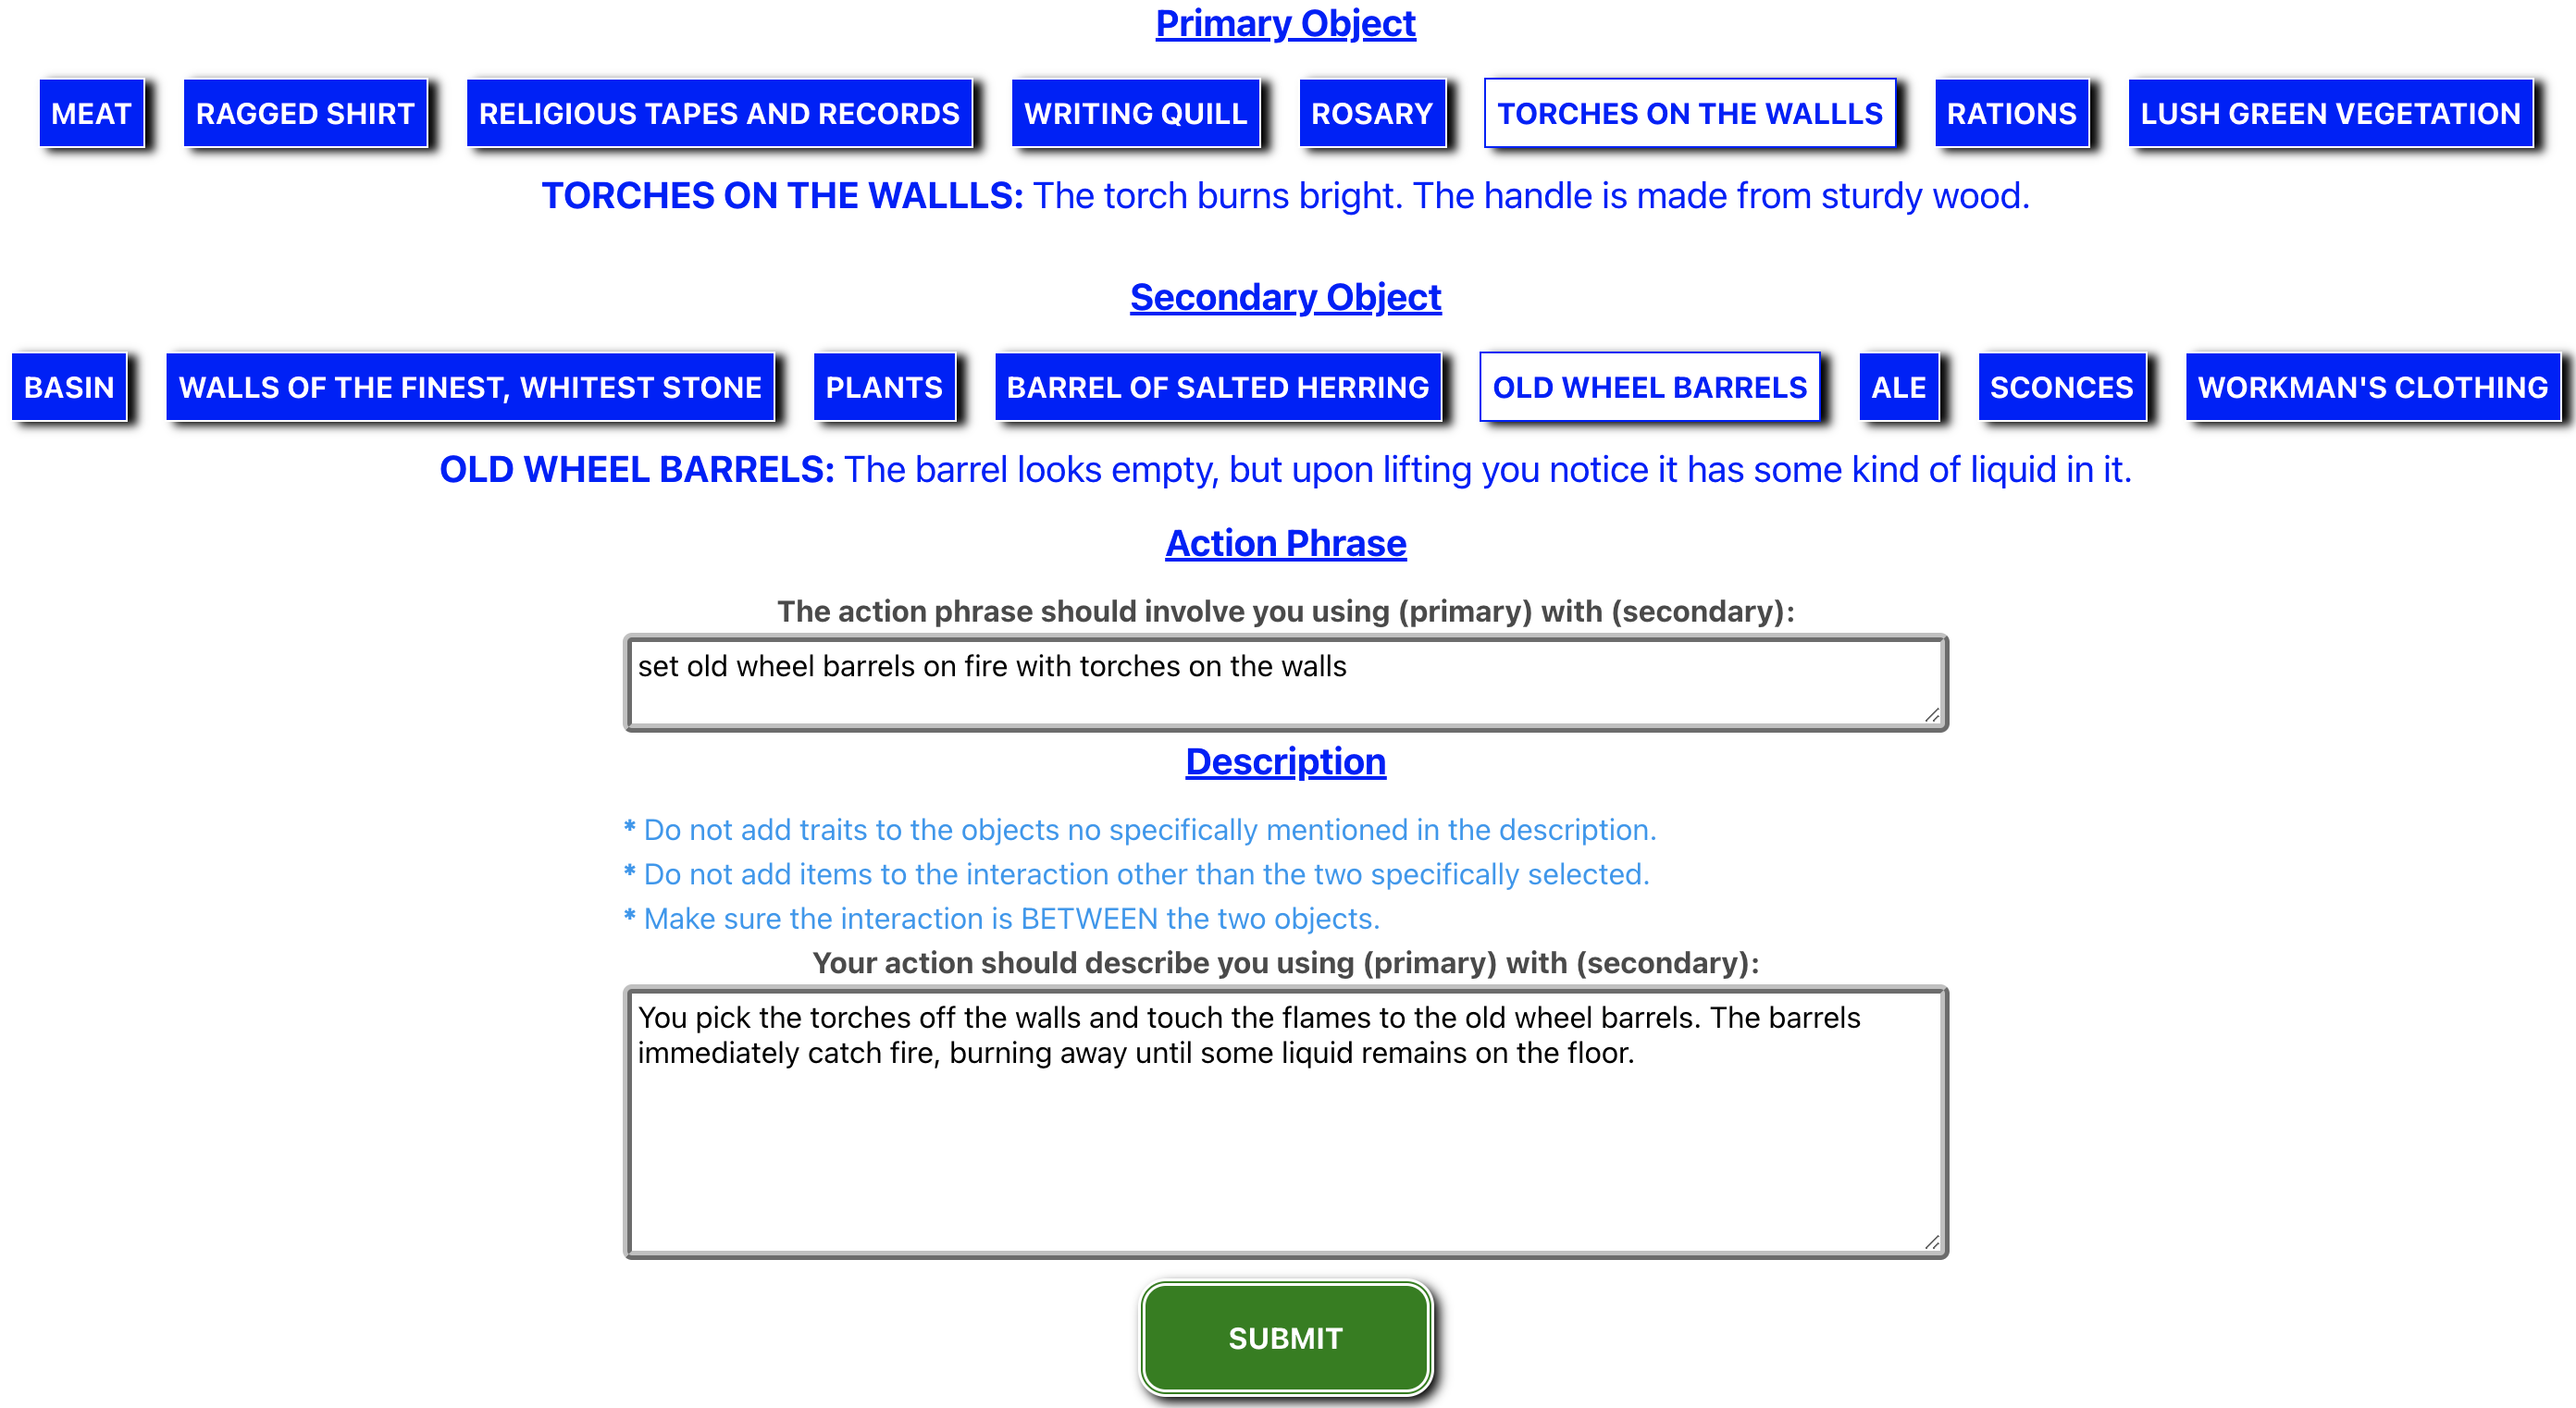 Primary Object
MEAT RAGGED SHIRT RELIGIOUS TAPES AND RECORDS WRITING QUILL ROSARY TORCHES ON THE WALLLS RATIONS LUSH GREEN VEGETATION
TORCHES ON THE WALLLS: The torch burns bright. The handle is made from sturdy wood.
Secondary Object
BASIN WALLS OF THE FINEST, WHITEST STONE PLANTS BARREL OF SALTED HERRING OLD WHEEL BARRELS ALE SCONCES WORKMAN'S CLOTHING
OLD WHEEL BARRELS: The barrel looks empty, but upon lifting you notice it has some kind of liquid in it.
Action Phrase
The action phrase should involve you using (primary) with (secondary):
set old wheel barrels on fire with torches on the walls
Description
* Do not add traits to the objects no specifically mentioned in the description.
* Do not add items to the interaction other than the two specifically selected.
* Make sure the interaction is BETWEEN the two objects.
Your action should describe you using (primary) with (secondary):
You pick the torches off the walls and touch the flames to the old wheel barrels. The barrels
immediately catch fire, burning away until some liquid remains on the floor.
SUBMIT